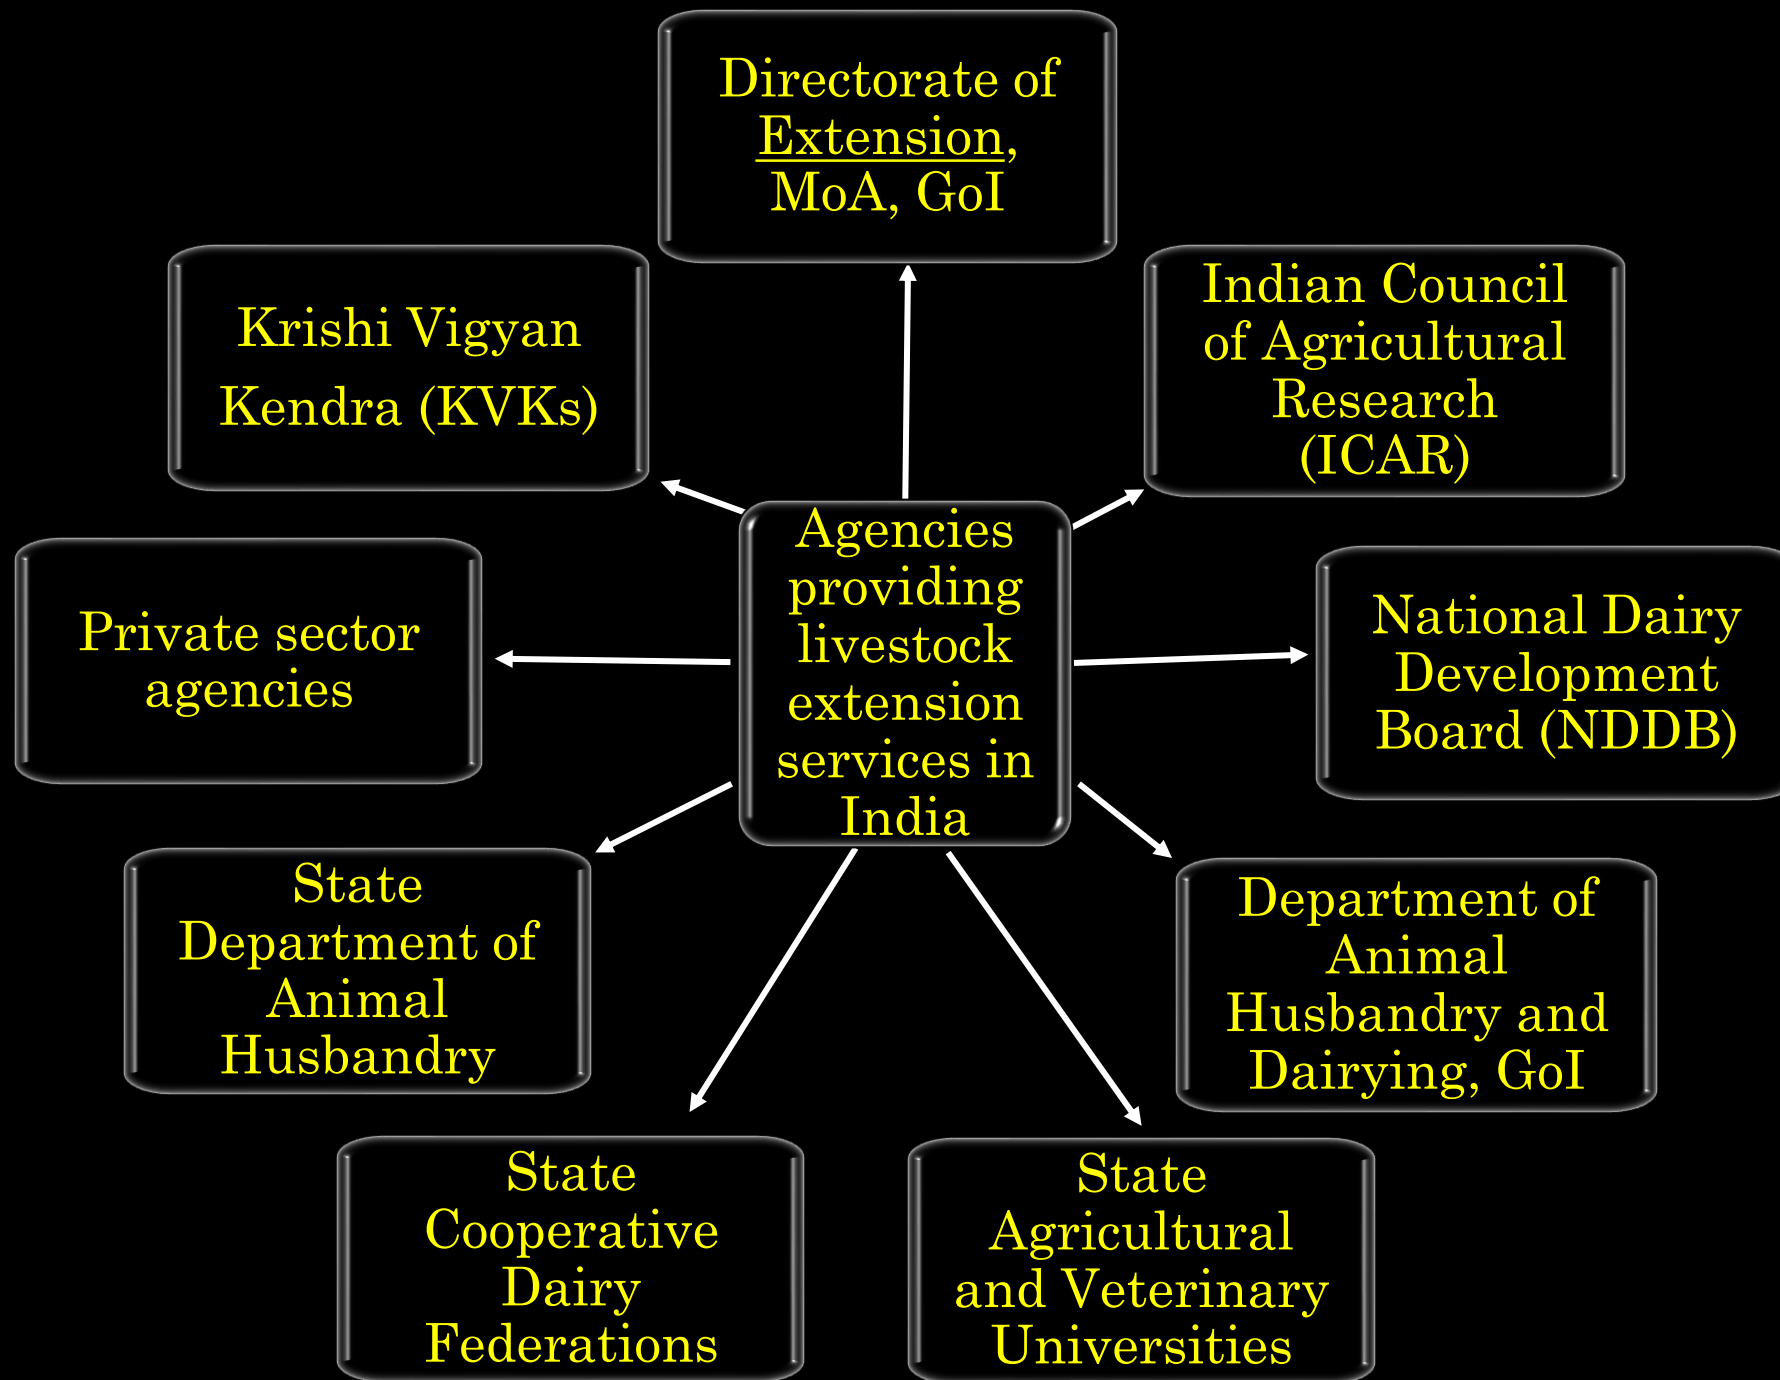 Directorate of
Extension,
MoA, GoI
Krishi Vigyan
Kendra (KVKs)
Indian Council
of Agricultural
Research
(ICAR)
Agencies
providing
livestock
extension
services in
India
Private sector
agencies
National Dairy
Development
Board (NDDB)
State
Department of
Animal
Husbandry
Department of
Animal
Husbandry and
Dairying, GoI
State
Cooperative
Dairy
Federations
State
Agricultural
and Veterinary
Universities